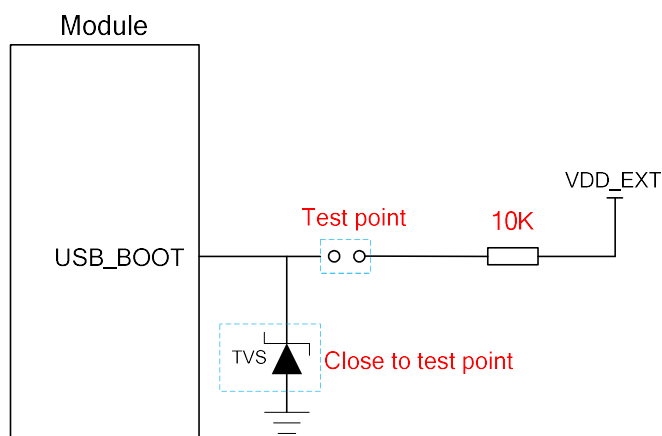 Module
VDD_EXT
Test point
10K
USB_BOOT
TVS
Close to test point